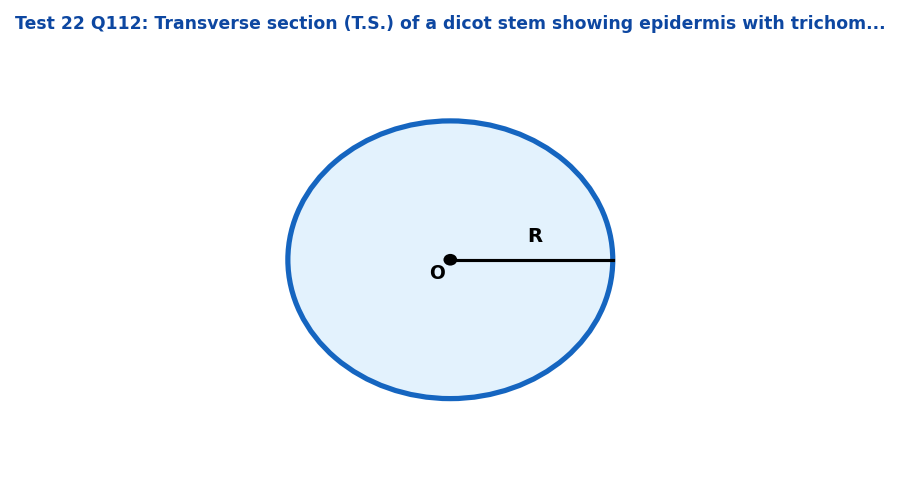 Test 22 Q112: Transverse section (T.S.) of a dicot stem showing epidermis with trichom...
R
O